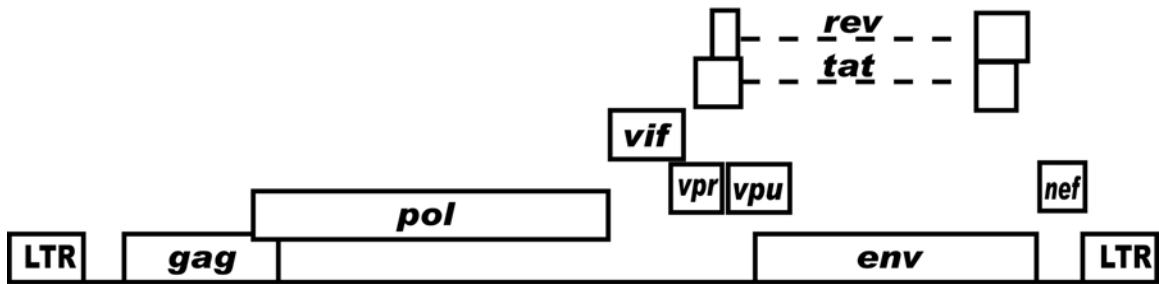 rev
tat
vif
vpr vpu nef
pol
LTR gag env LTR